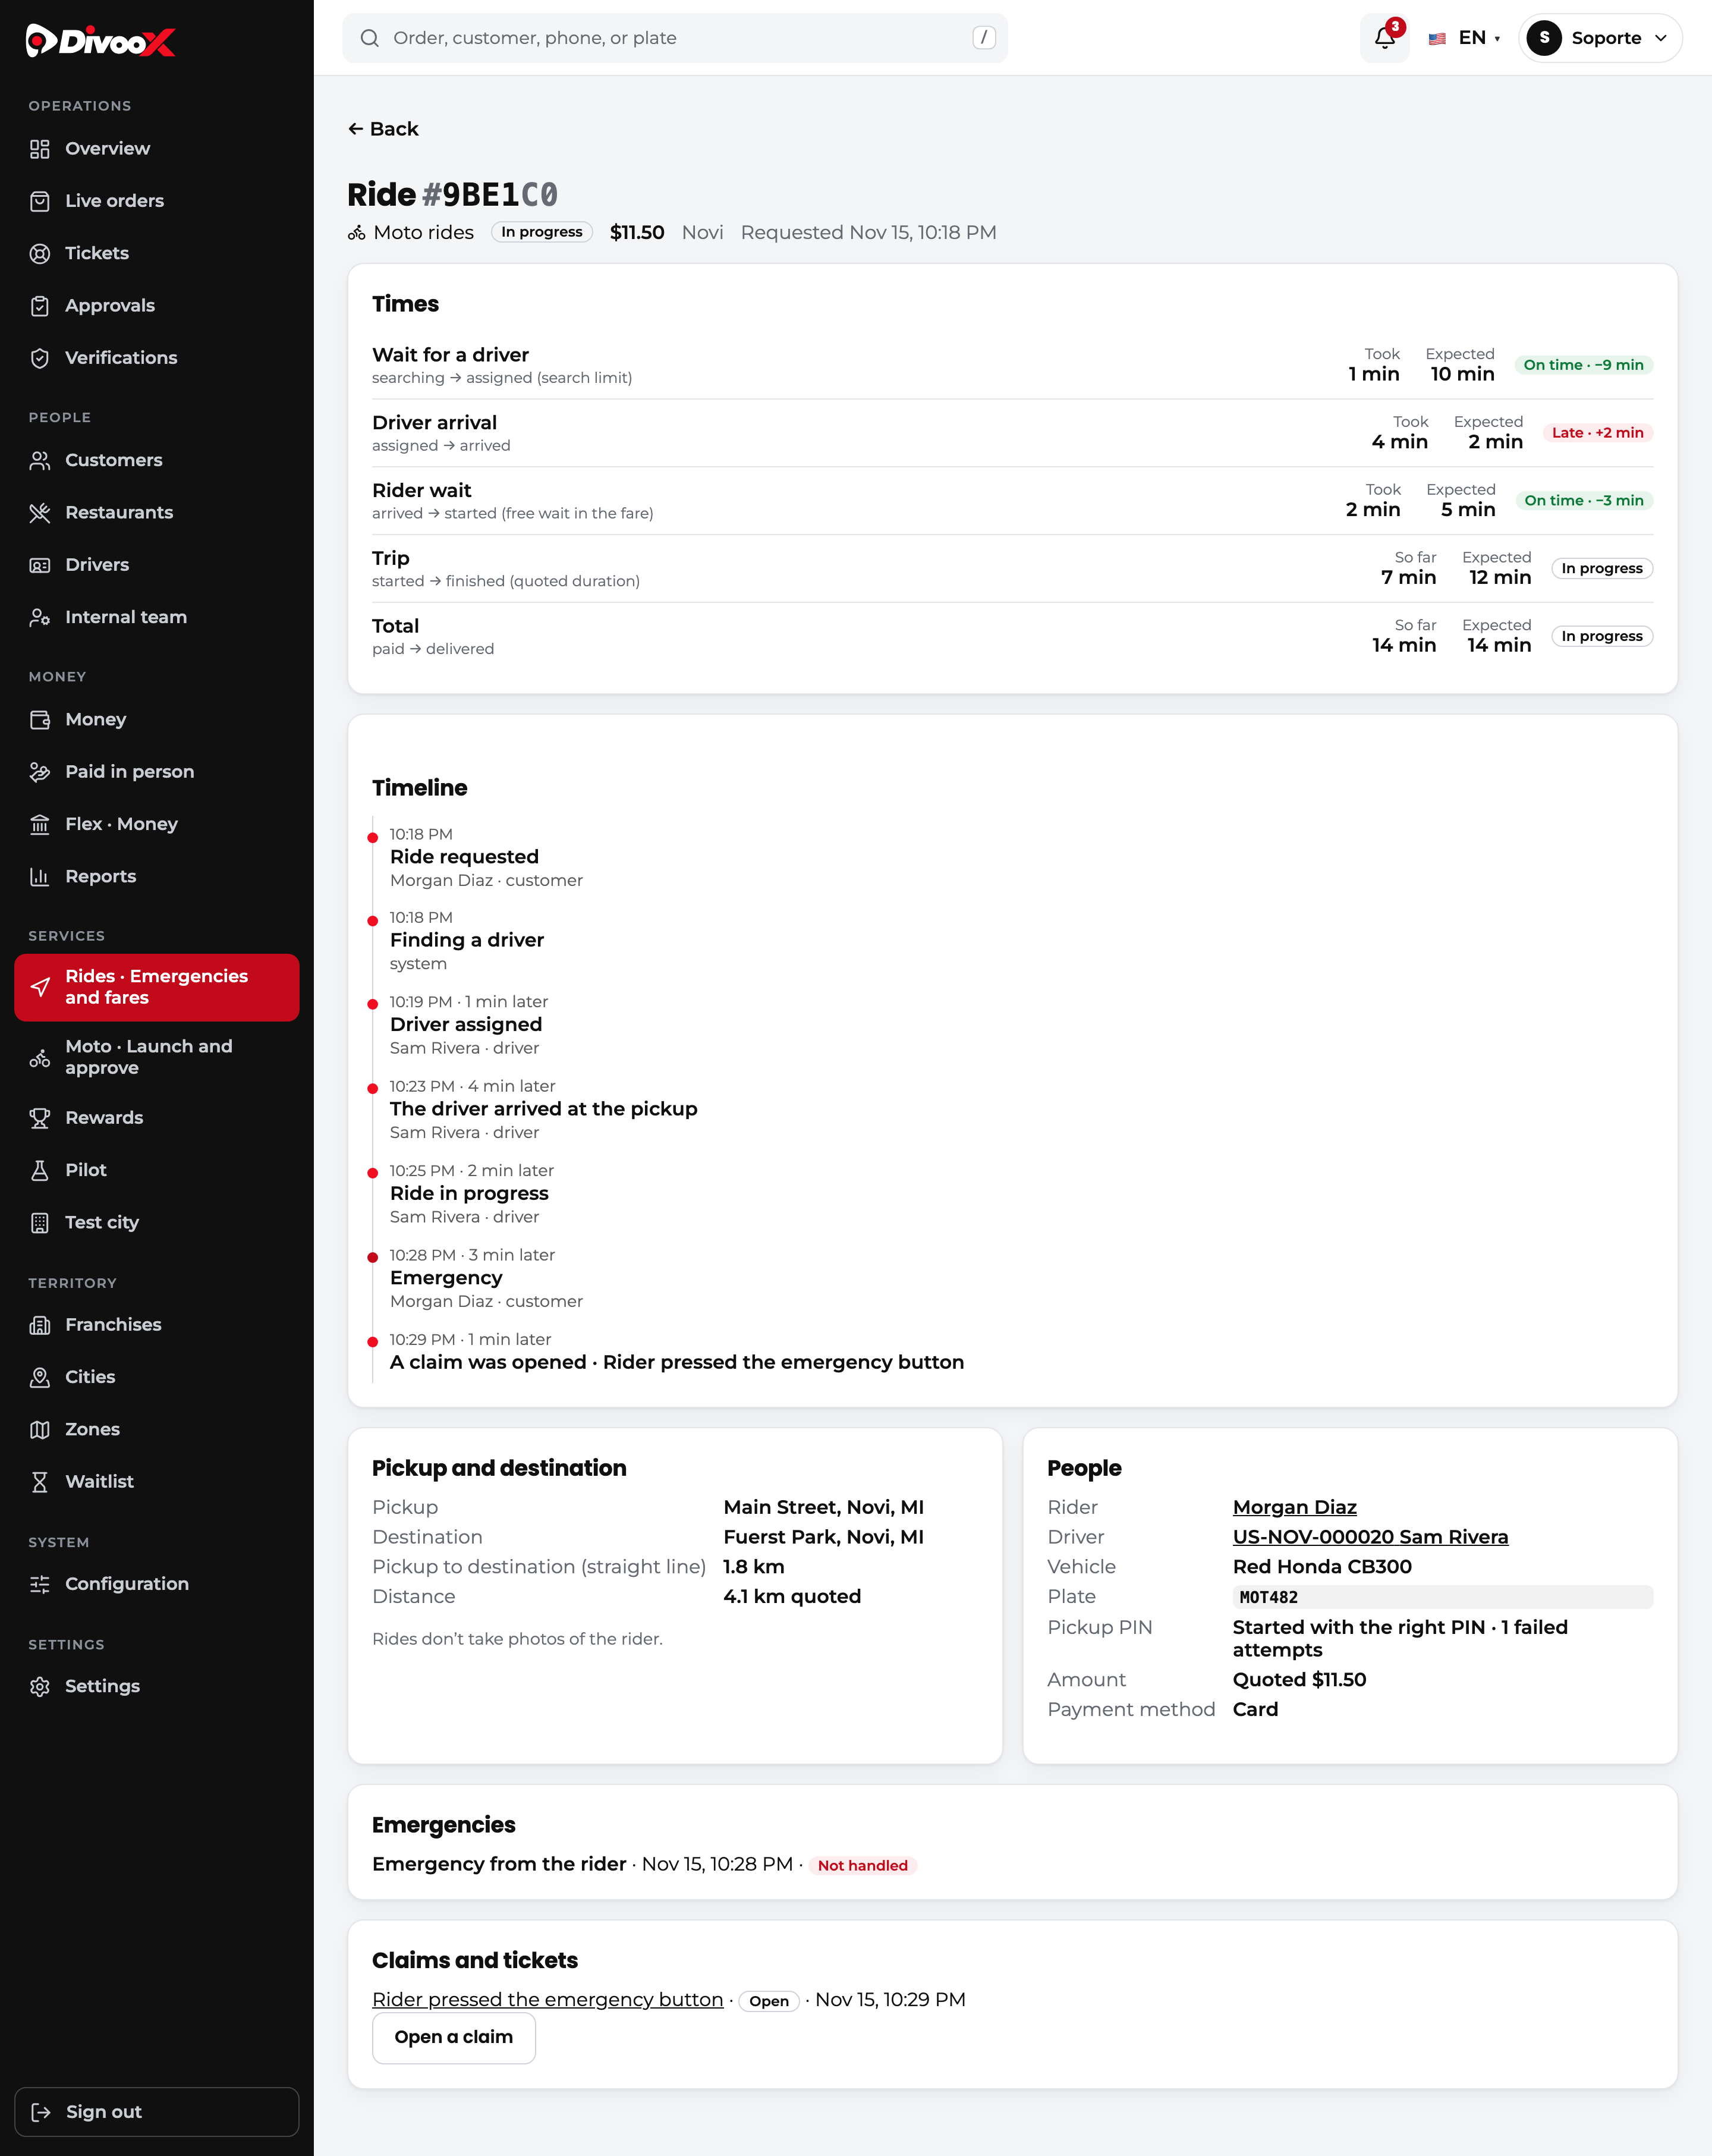 DivooX
Order, customer, phone, or plate
/
3
EN
S
Soporte
OPERATIONS
Overview
Live orders
Tickets
Approvals
Verifications
PEOPLE
Customers
Restaurants
Drivers
Internal team
MONEY
Money
Paid in person
Flex · Money
Reports
SERVICES
Rides · Emergencies
and fares
Moto · Launch and
approve
Rewards
Pilot
Test city
TERRITORY
Franchises
Cities
Zones
Waitlist
SYSTEM
Configuration
SETTINGS
Settings
Sign out
← Back
Ride #9BE1C0
Moto rides In progress $11.50 Novi Requested Nov 15, 10:18 PM
Times
Wait for a driver
searching → assigned (search limit)
Took Expected
1 min 10 min On time · −9 min
Driver arrival
assigned → arrived
Took Expected
4 min 2 min Late · +2 min
Rider wait
arrived → started (free wait in the fare)
Took Expected
2 min 5 min On time · −3 min
Trip
started → finished (quoted duration)
So far Expected
7 min 12 min In progress
Total
paid → delivered
So far Expected
14 min 14 min In progress
Timeline
10:18 PM
Ride requested
Morgan Diaz · customer
10:18 PM
Finding a driver
system
10:19 PM · 1 min later
Driver assigned
Sam Rivera · driver
10:23 PM · 4 min later
The driver arrived at the pickup
Sam Rivera · driver
10:25 PM · 2 min later
Ride in progress
Sam Rivera · driver
10:28 PM · 3 min later
Emergency
Morgan Diaz · customer
10:29 PM · 1 min later
A claim was opened · Rider pressed the emergency button
Pickup and destination
Pickup Main Street, Novi, MI
Destination Fuerst Park, Novi, MI
Pickup to destination (straight line) 1.8 km
Distance 4.1 km quoted
Rides don’t take photos of the rider.
People
Rider Morgan Diaz
Driver US-NOV-000020 Sam Rivera
Vehicle Red Honda CB300
Plate MOT482
Pickup PIN Started with the right PIN · 1 failed
attempts
Amount Quoted $11.50
Payment method Card
Emergencies
Emergency from the rider · Nov 15, 10:28 PM · Not handled
Claims and tickets
Rider pressed the emergency button · Open · Nov 15, 10:29 PM
Open a claim